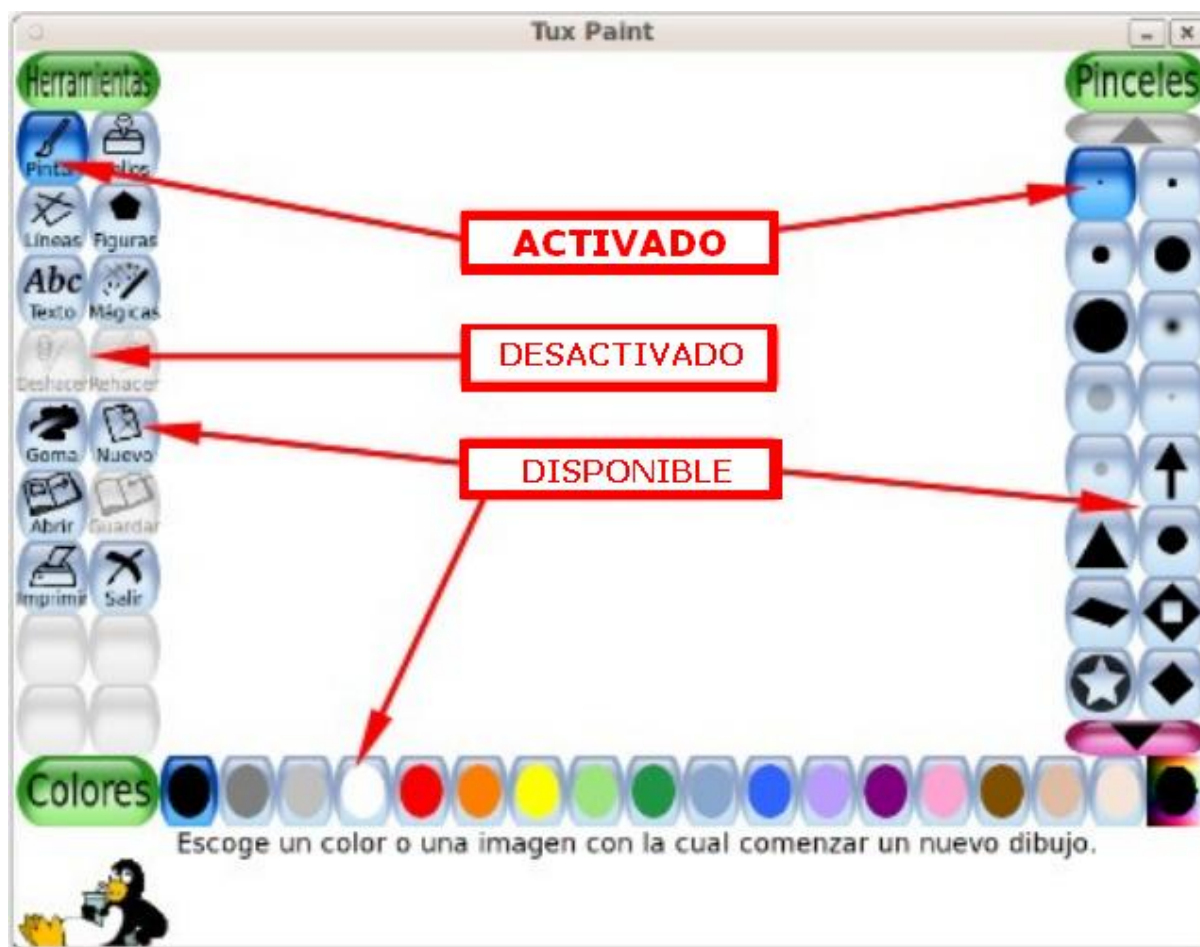 Tux Paint
Herramientas
Pinceles
Pintar
Líneas Figuras
Abc
Texto Mágicas
Deshacer Rehacer
Goma Nuevo
Abrir Guardar
Imprimir Salir
ACTIVADO
DESACTIVADO
DISPONIBLE
Colores
Escoge un color o una imagen con la cual comenzar un nuevo dibujo.